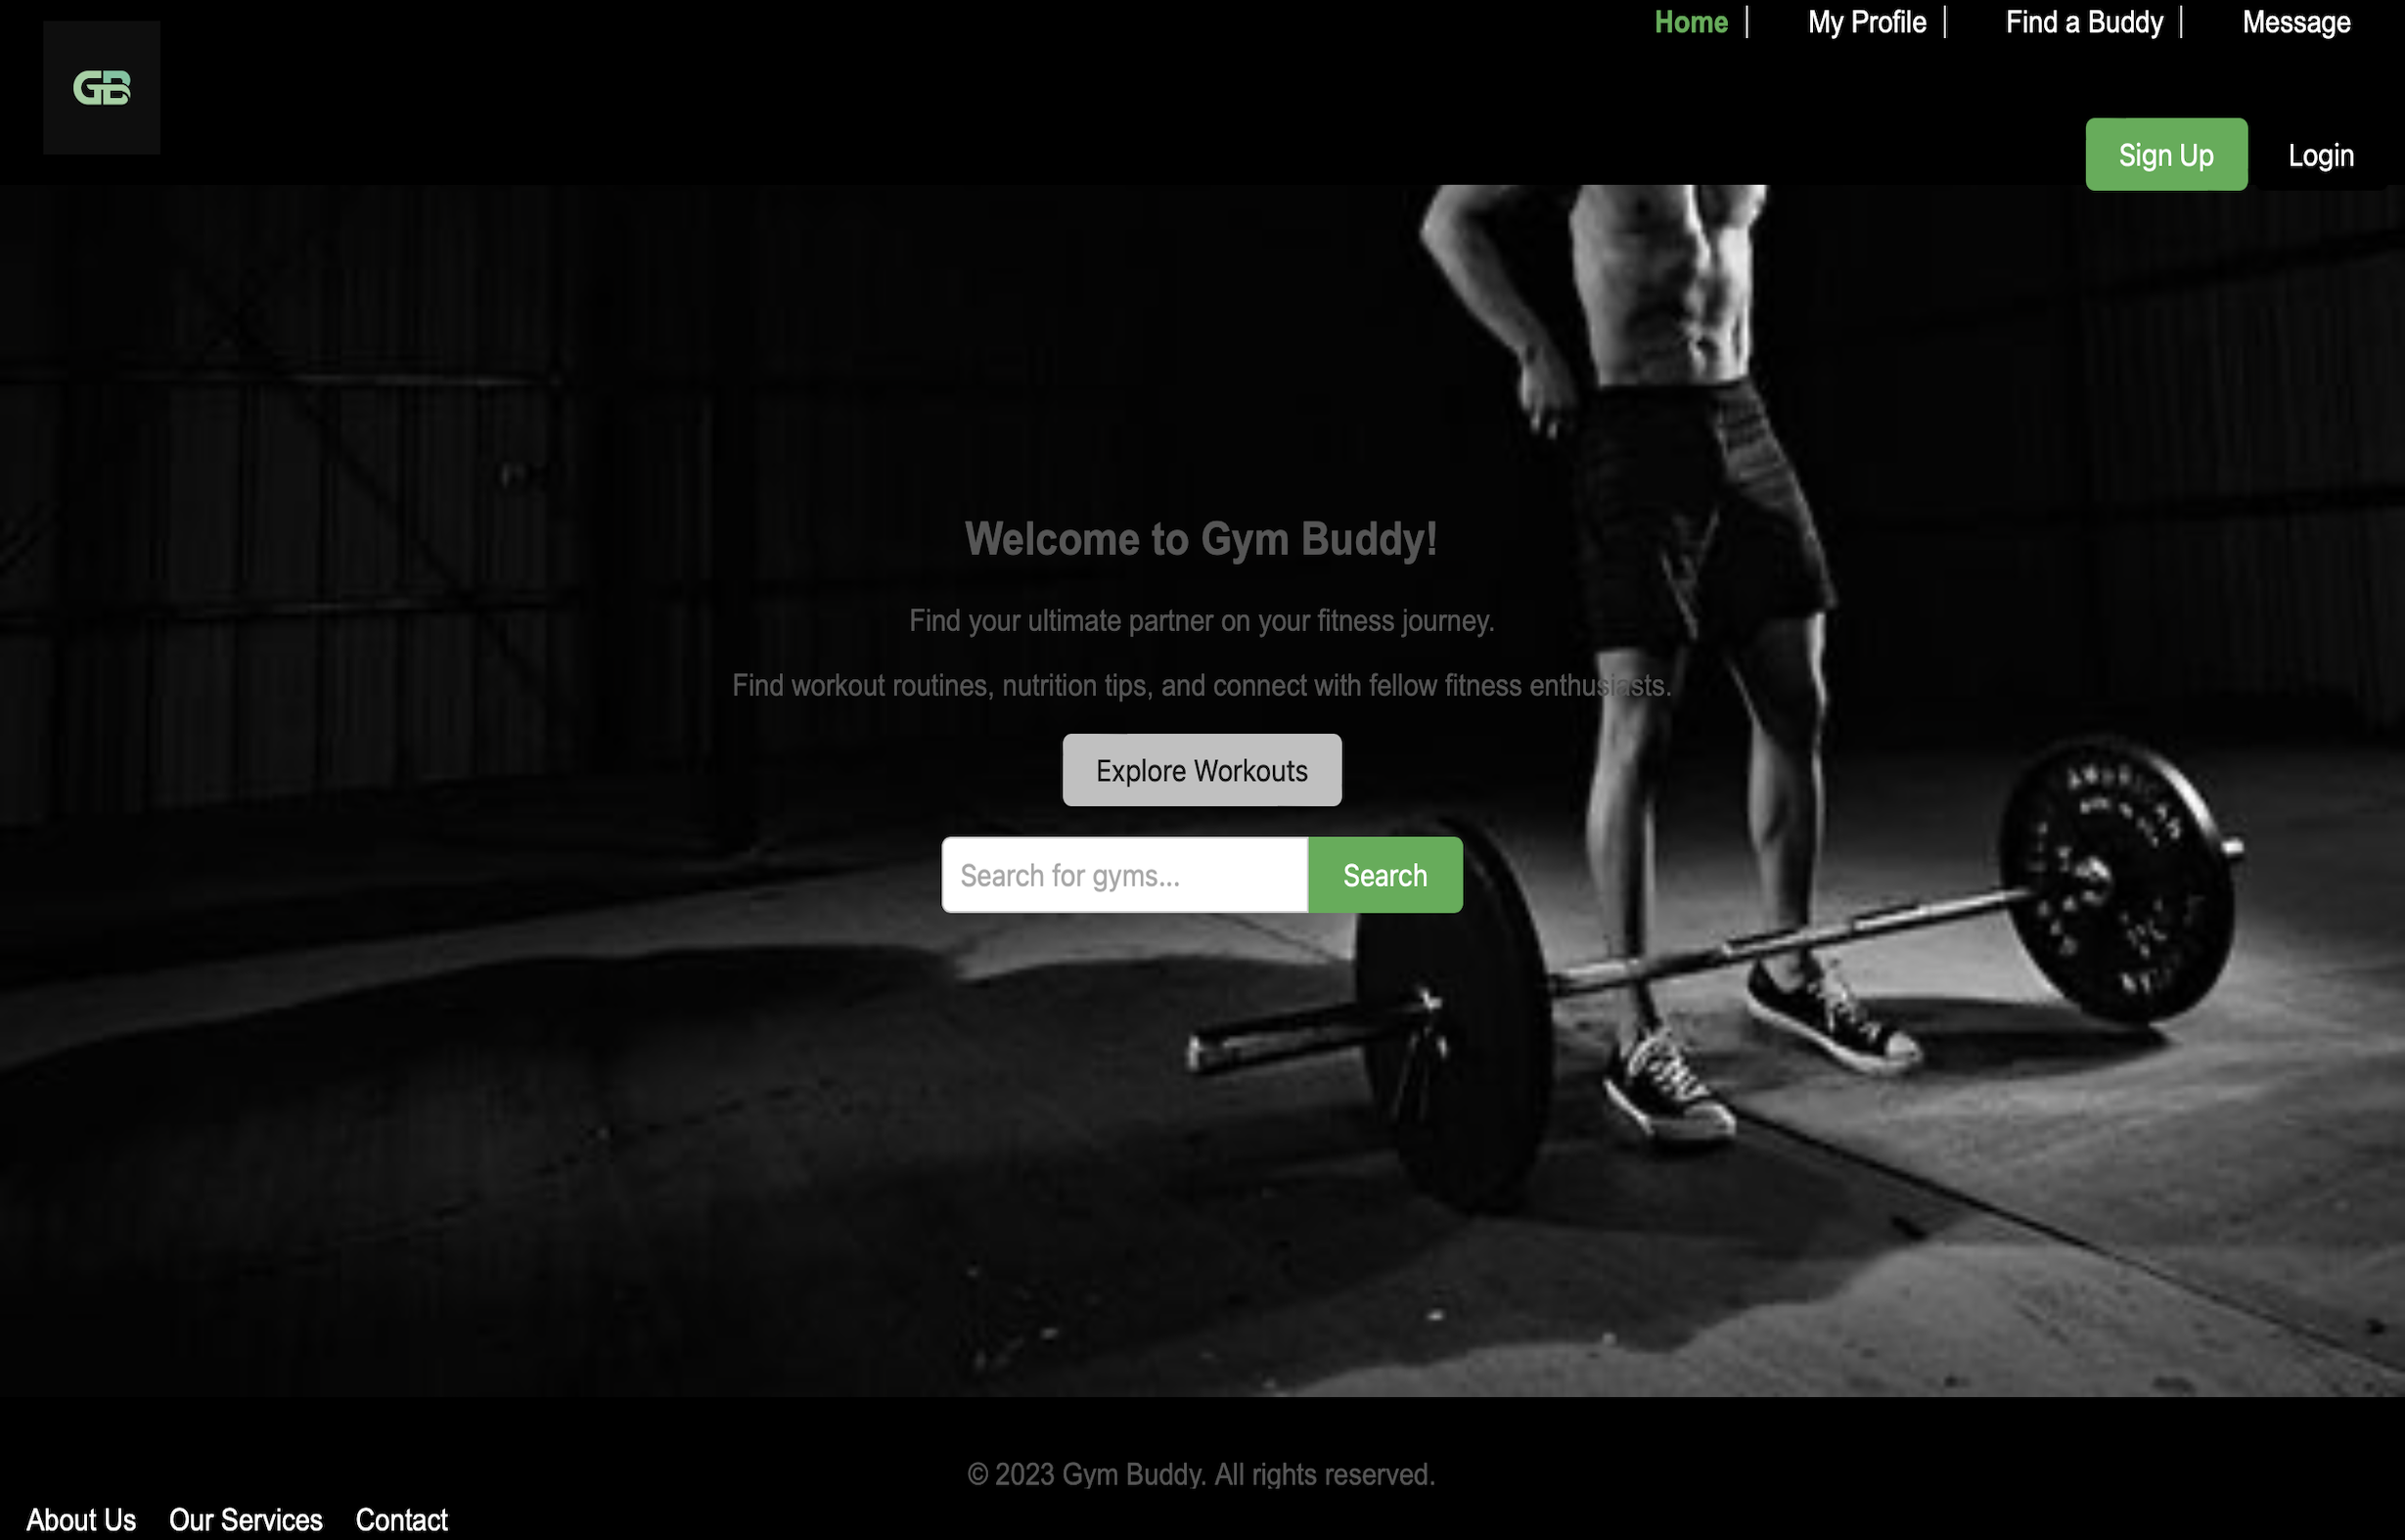 GB
Home | My Profile | Find a Buddy | Message
Sign Up Login
Welcome to Gym Buddy!
Find your ultimate partner on your fitness journey.
Find workout routines, nutrition tips, and connect with fellow fitness enthusiasts.
Explore Workouts
Search for gyms... Search
AMERICAN
© 2023 Gym Buddy. All rights reserved.
About Us Our Services Contact